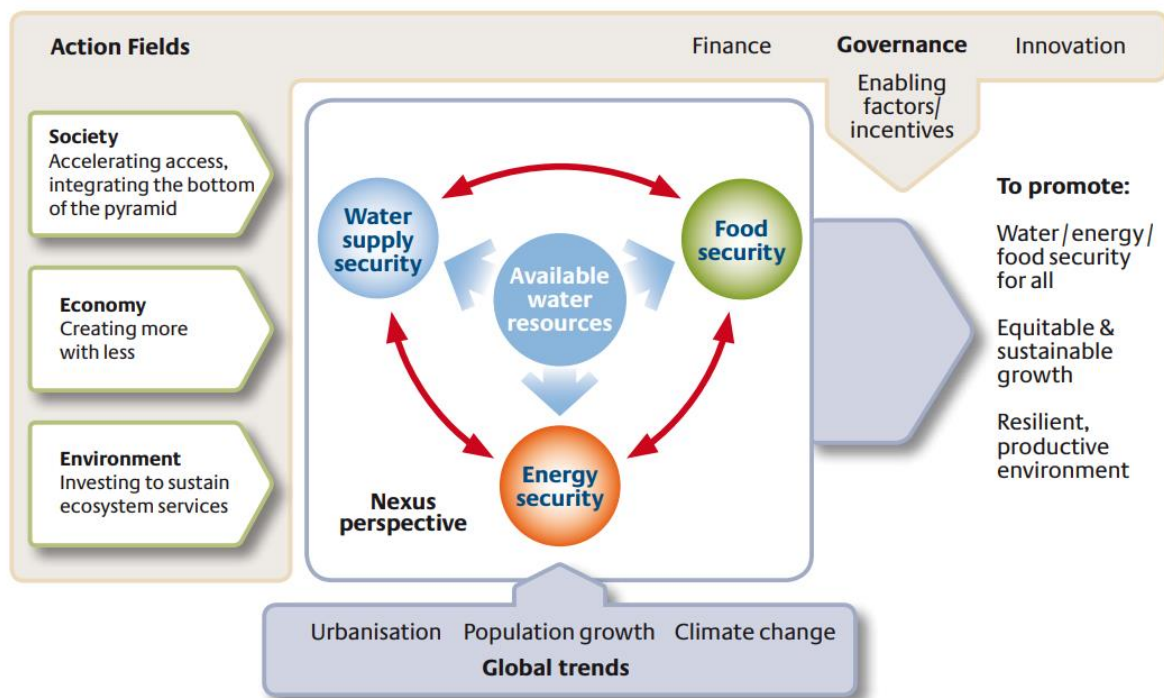 Action Fields
Finance
Governance
Innovation
Enabling
factors/
incentives
Society
Accelerating access,
integrating the bottom
of the pyramid
Economy
Creating more
with less
Environment
Investing to sustain
ecosystem services
Water
supply
security
Food
security
Available
water
resources
Energy
security
Nexus
perspective
To promote:
Water / energy /
food security
for all
Equitable &
sustainable
growth
Resilient,
productive
environment
Urbanisation
Population growth
Climate change
Global trends